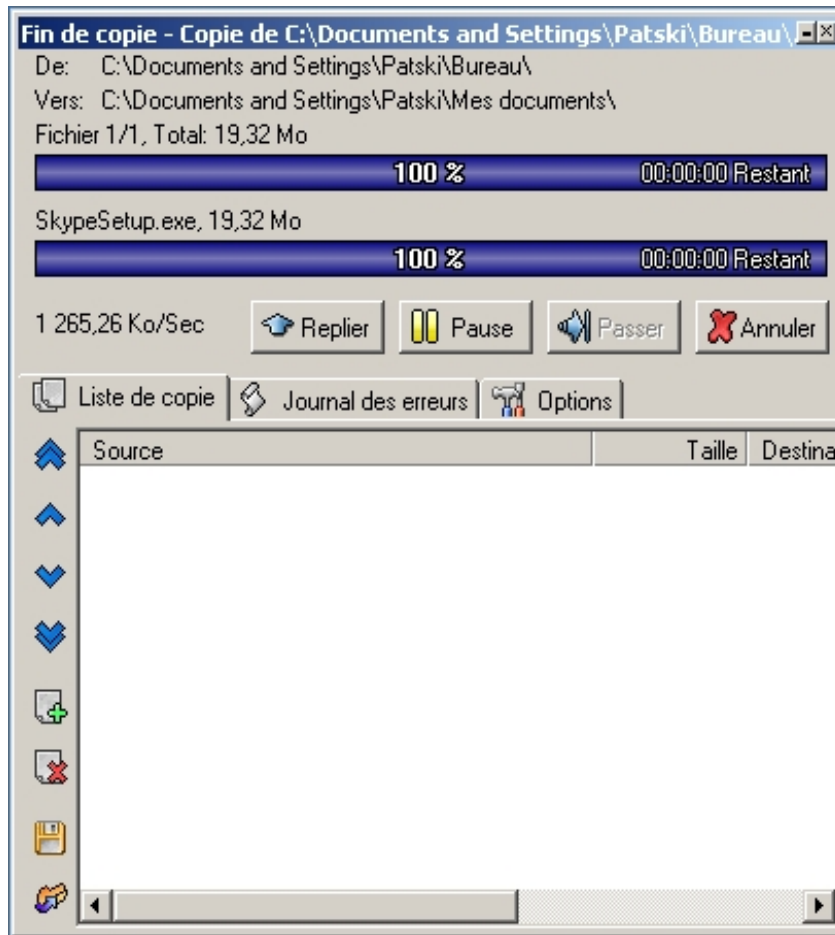 Fin de copie - Copie de C:\Documents and Settings\Patski\Bureau\
De: C:\Documents and Settings\Patski\Bureau\
Vers: C:\Documents and Settings\Patski\Mes documents\
Fichier 1/1, Total: 19,32 Mo
100 % 00:00:00 Restant
SkypeSetup.exe, 19,32 Mo
100 % 00:00:00 Restant
1 265,26 Ko/Sec Replier Pause Passer Annuler
Liste de copie Journal des erreurs Options
Source Taille Destina